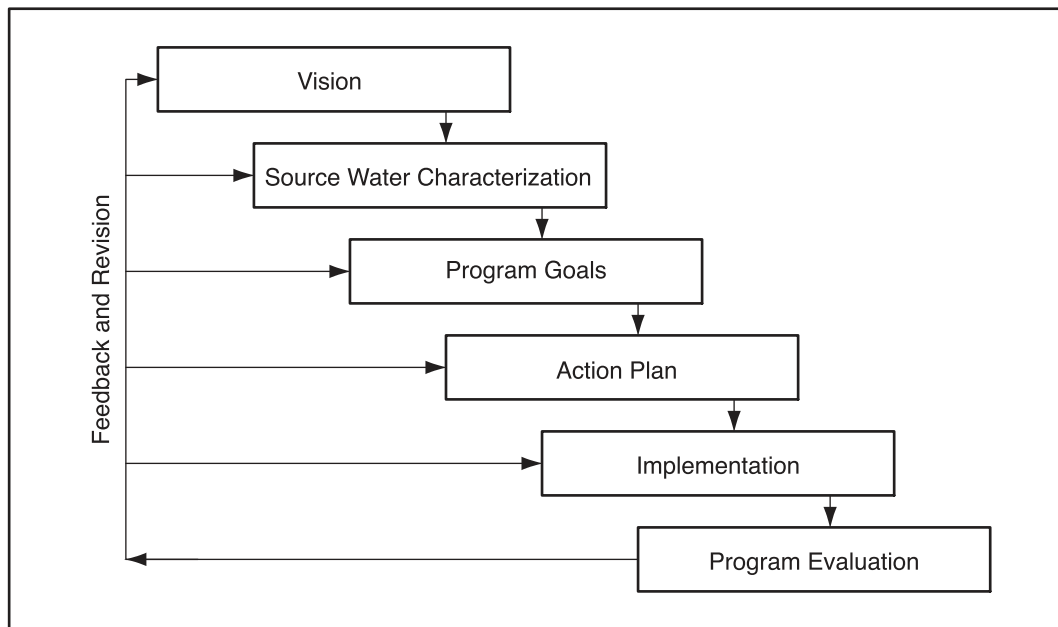 Vision
Source Water Characterization
Program Goals
Action Plan
Implementation
Program Evaluation
Feedback and Revision